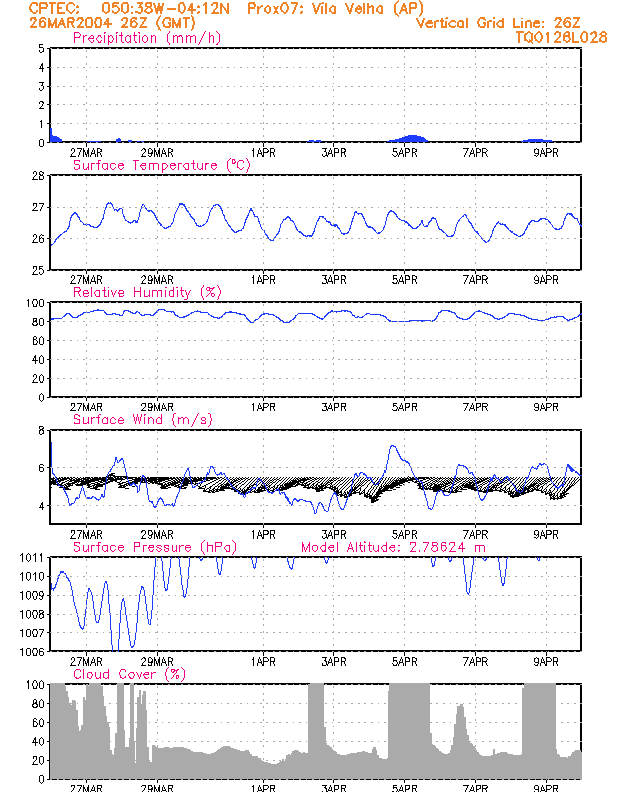 CPTEC: 050:38W-04:12N Prox07: Vila Velha (AP)
26MAR2004 26Z (GMT) Vertical Grid Line: 26Z
Precipitation (mm/h) TQ0126L028
5
4
3
2
1
0
27MAR 29MAR 1APR 3APR 5APR 7APR 9APR
Surface Temperature (°C)
28
27
26
25
27MAR 29MAR 1APR 3APR 5APR 7APR 9APR
Relative Humidity (%)
100
80
60
40
20
0
27MAR 29MAR 1APR 3APR 5APR 7APR 9APR
Surface Wind (m/s)
8
6
4
27MAR 29MAR 1APR 3APR 5APR 7APR 9APR
Surface Pressure (hPa) Model Altitude: 2.78624 m
1011
1010
1009
1008
1007
1006
27MAR 29MAR 1APR 3APR 5APR 7APR 9APR
Cloud Cover (%)
100
80
60
40
20
0
27MAR 29MAR 1APR 3APR 5APR 7APR 9APR